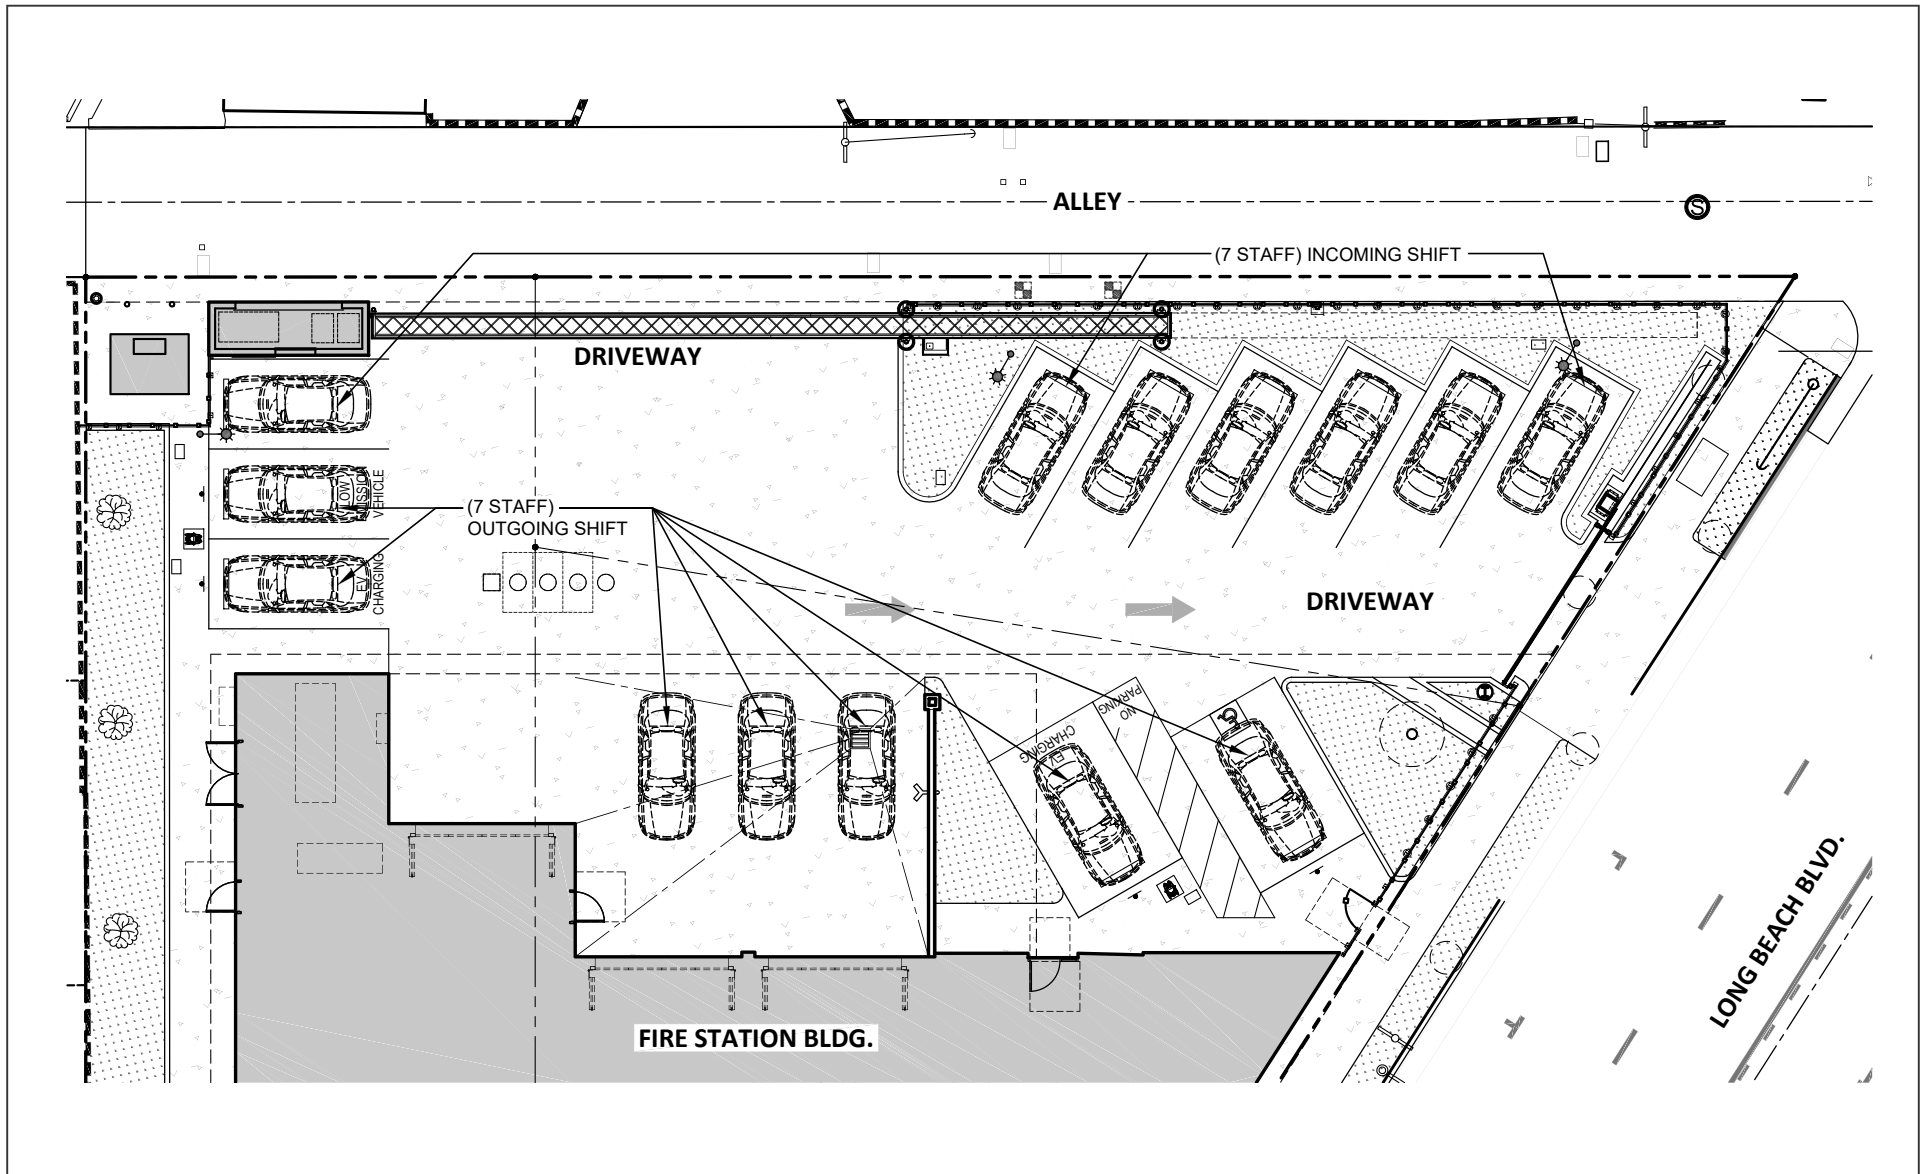 ALLEY
S
(7 STAFF) INCOMING SHIFT
DRIVEWAY
LOW
EMISSION
VEHICLE
(7 STAFF)
OUTGOING SHIFT
EV
CHARGING
DRIVEWAY
NO
PARKING
EV
CHARGING
LONG BEACH BLVD.
FIRE STATION BLDG.